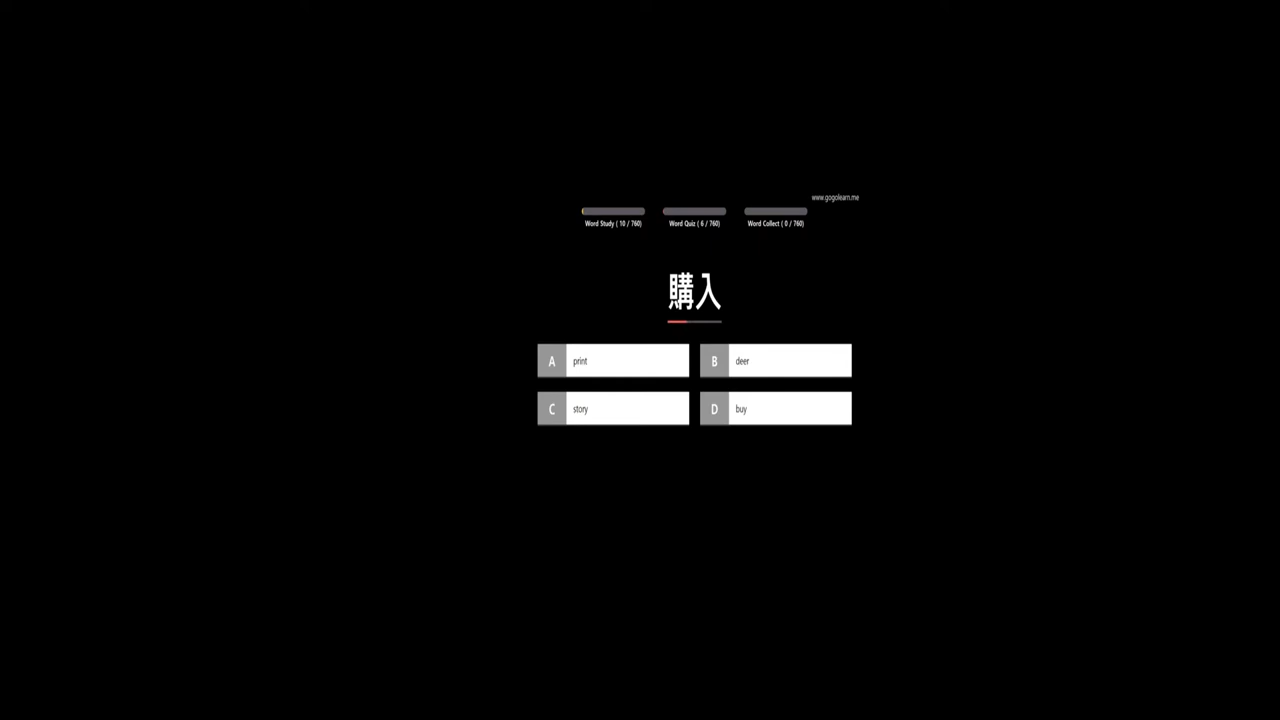 www.gogolearn.me
Word Study ( 10 / 760)
Word Quiz ( 6 / 760)
Word Collect ( 0 / 760)
購入
A print
B deer
C story
D buy